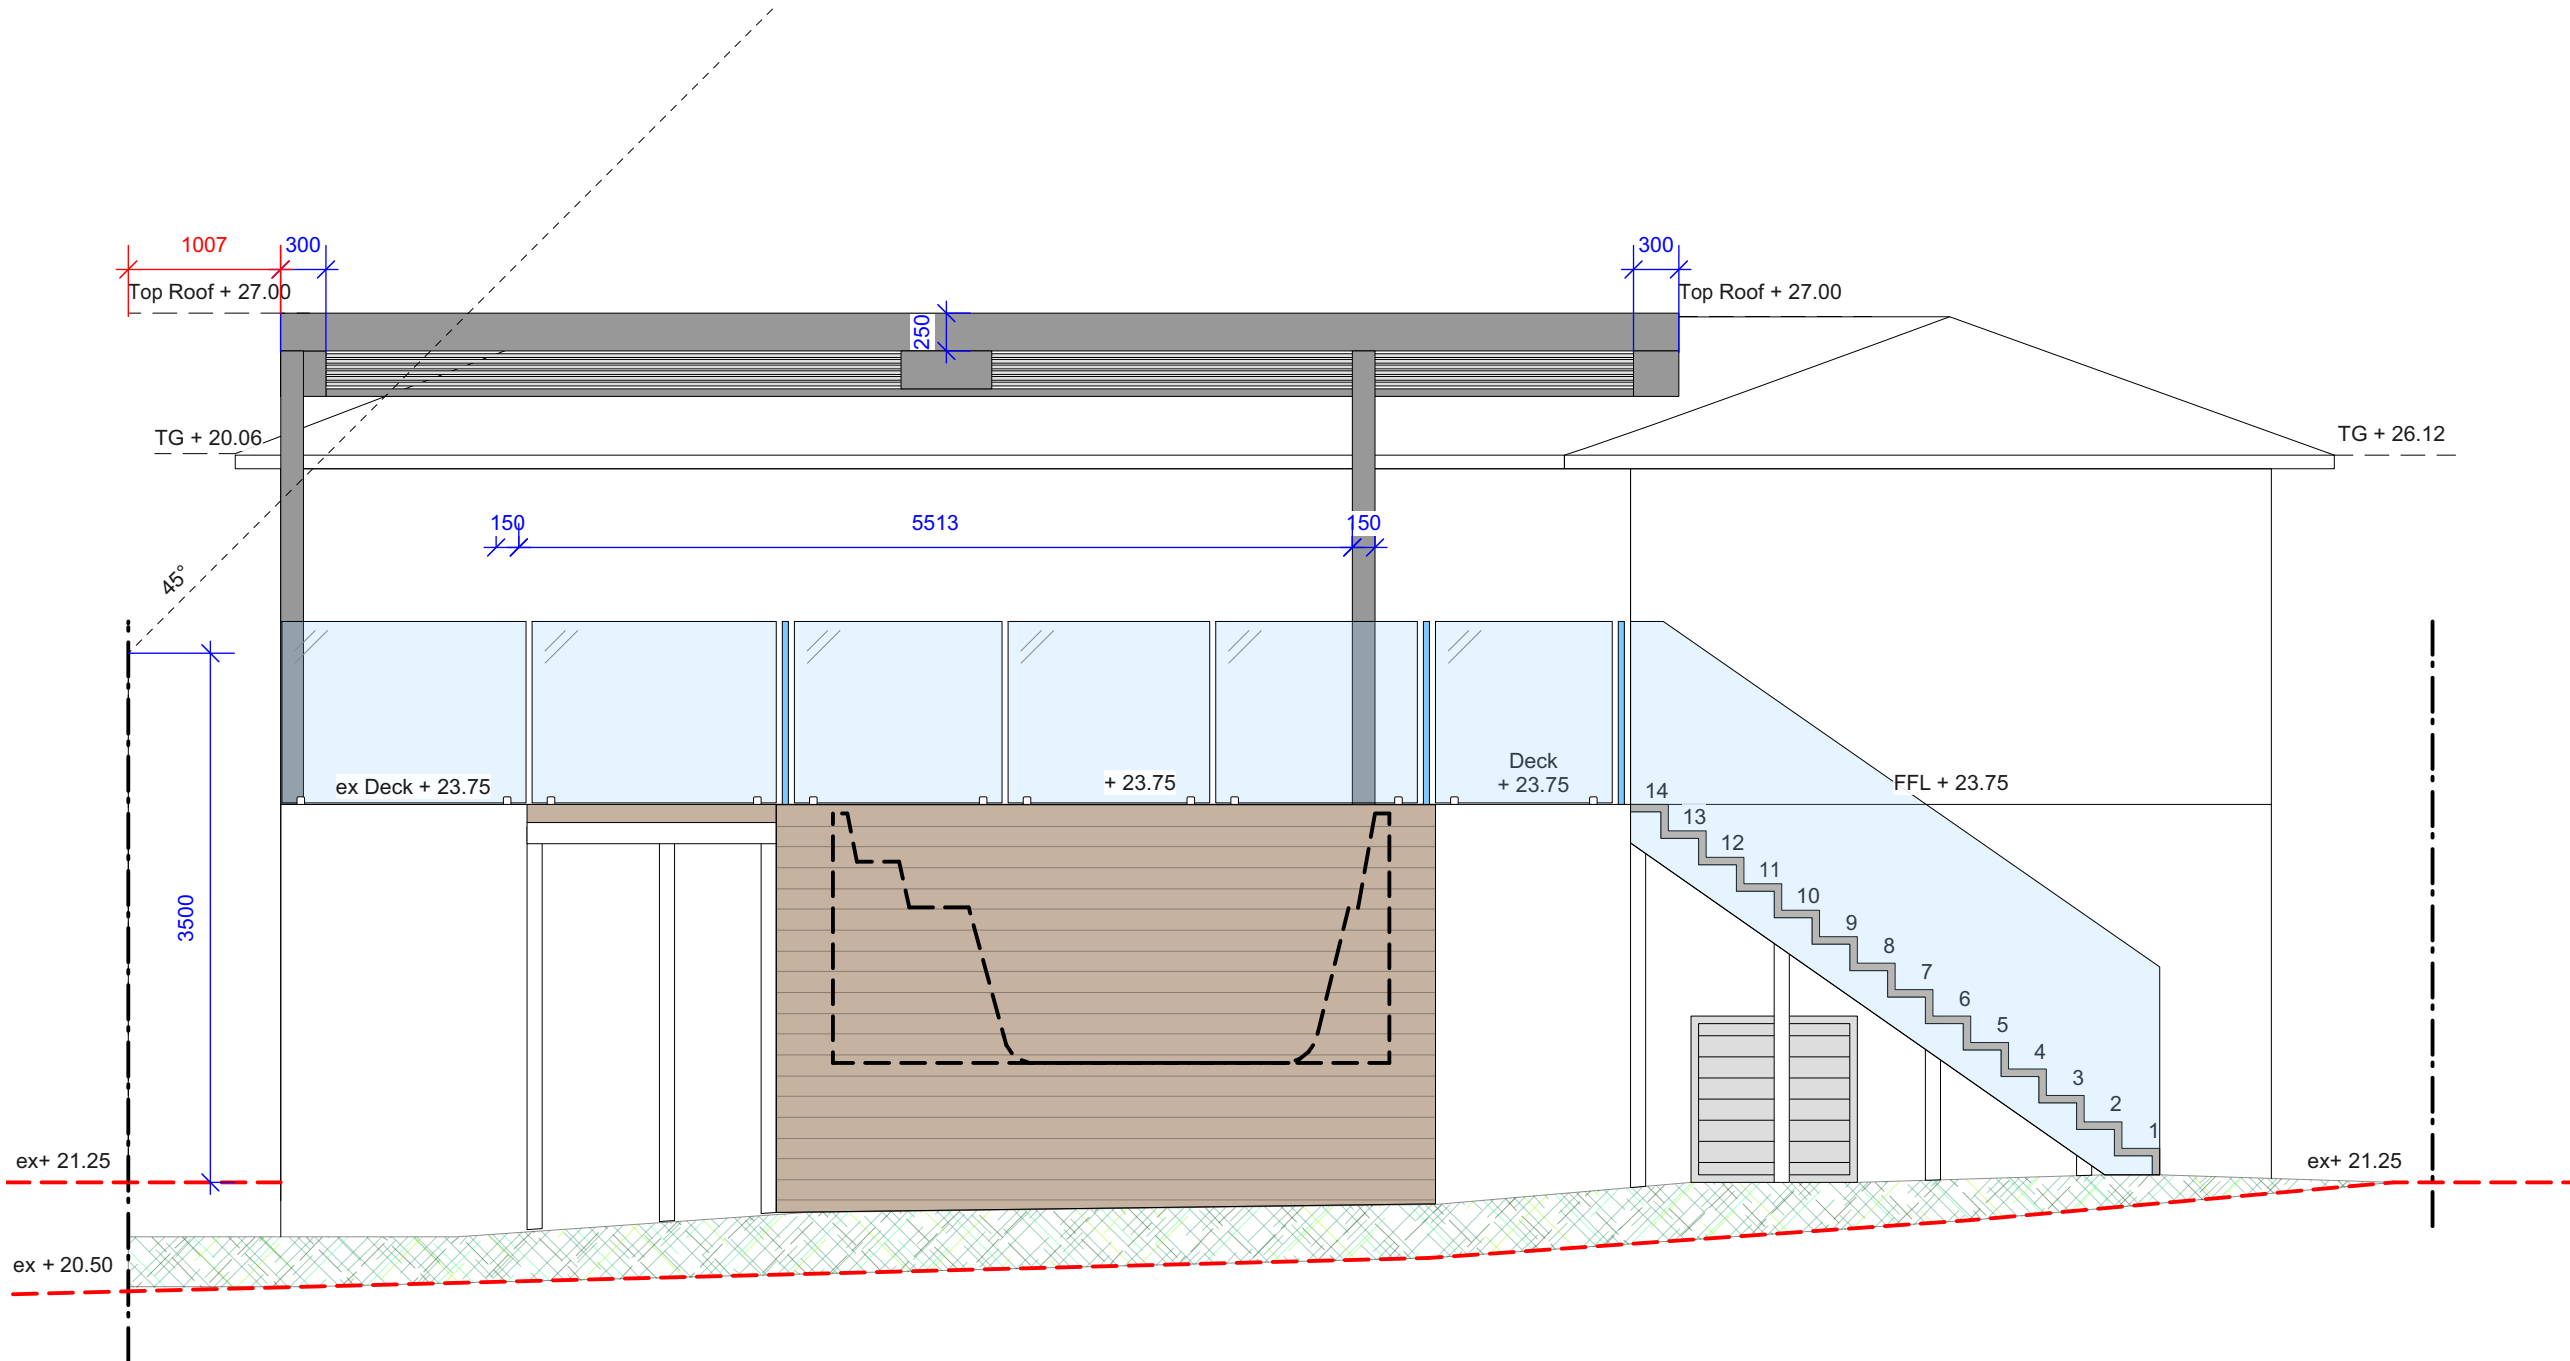 1007
300
300
Top Roof + 27.00
Top Roof + 27.00
250
TG + 20.06
TG + 26.12
150
5513
150
45°
ex Deck + 23.75
+ 23.75
Deck
+ 23.75
FFL + 23.75
14
13
12
11
10
9
8
7
6
5
4
3
2
1
3500
ex+ 21.25
ex+ 21.25
ex + 20.50